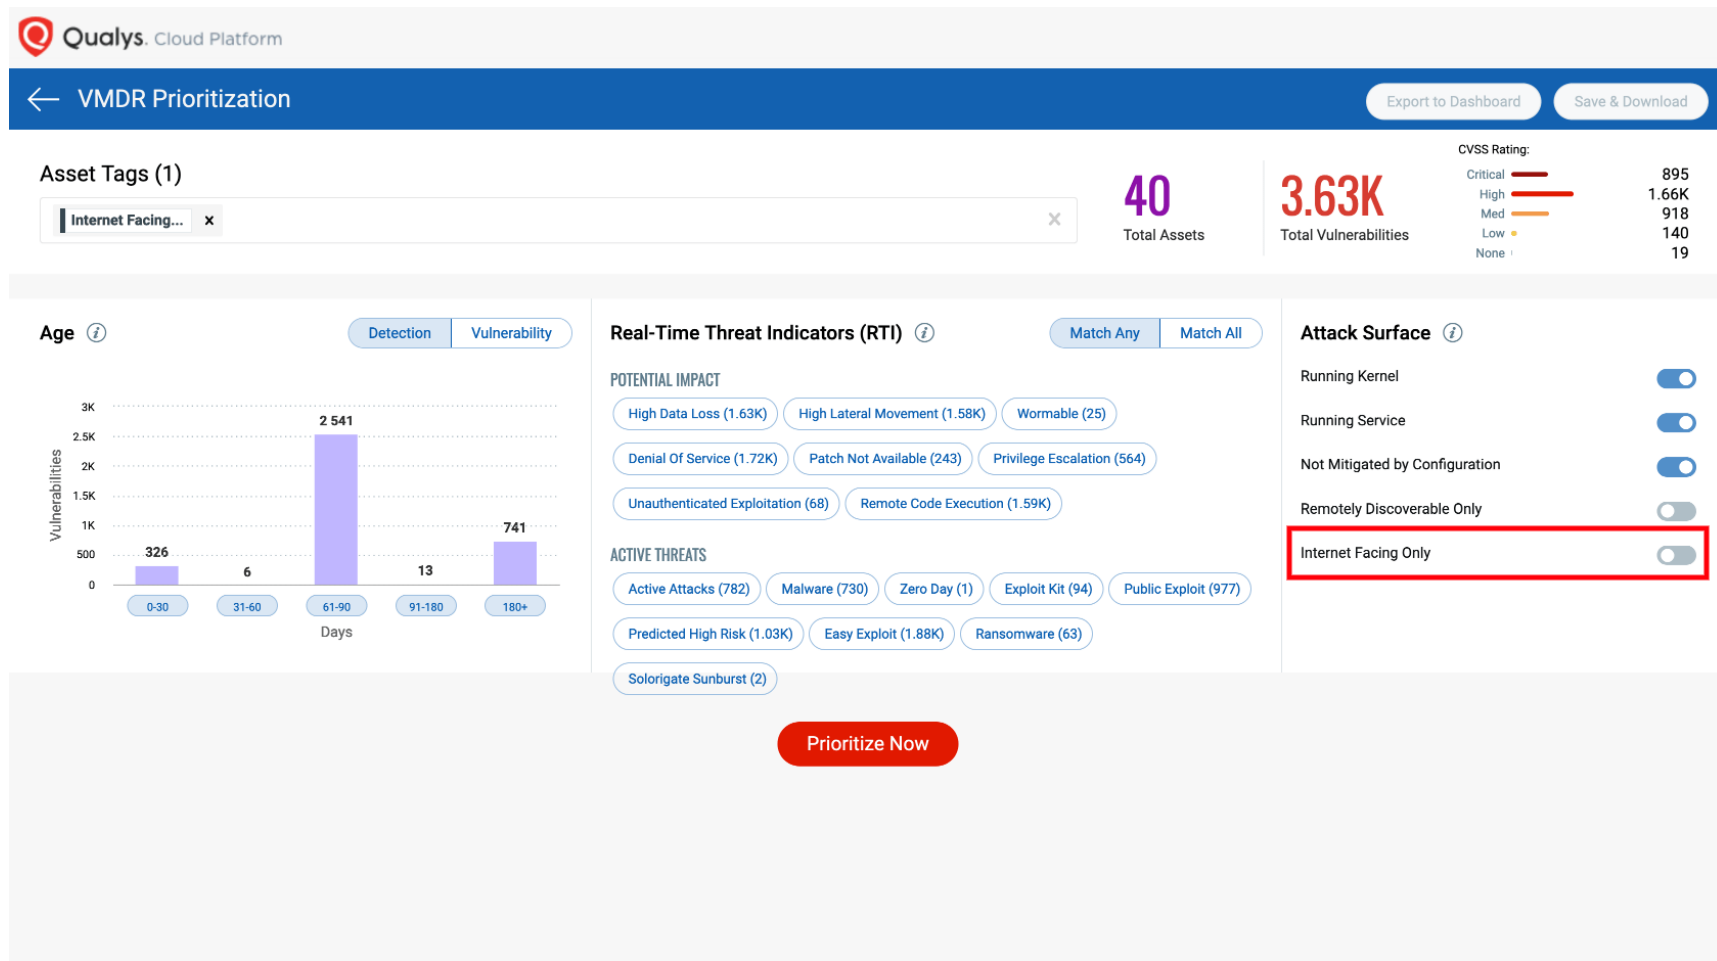 Qualys. Cloud Platform
VMDR Prioritization
Export to Dashboard
Save & Download
Asset Tags (1)
Internet Facing...
40
Total Assets
3.63K
Total Vulnerabilities
CVSS Rating:
Critical 895
High 1.66K
Med 918
Low 140
None 19
Age
Detection Vulnerability
Vulnerabilities
3K
2.5K
2K
1.5K
1K
500
0
326
6
2 541
13
741
0-30 31-60 61-90 91-180 180+
Days
Real-Time Threat Indicators (RTI)
Match Any Match All
POTENTIAL IMPACT
High Data Loss (1.63K) High Lateral Movement (1.58K) Wormable (25)
Denial Of Service (1.72K) Patch Not Available (243) Privilege Escalation (564)
Unauthenticated Exploitation (68) Remote Code Execution (1.59K)
ACTIVE THREATS
Active Attacks (782) Malware (730) Zero Day (1) Exploit Kit (94) Public Exploit (977)
Predicted High Risk (1.03K) Easy Exploit (1.88K) Ransomware (63)
Solorigate Sunburst (2)
Attack Surface
Running Kernel
Running Service
Not Mitigated by Configuration
Remotely Discoverable Only
Internet Facing Only
Prioritize Now